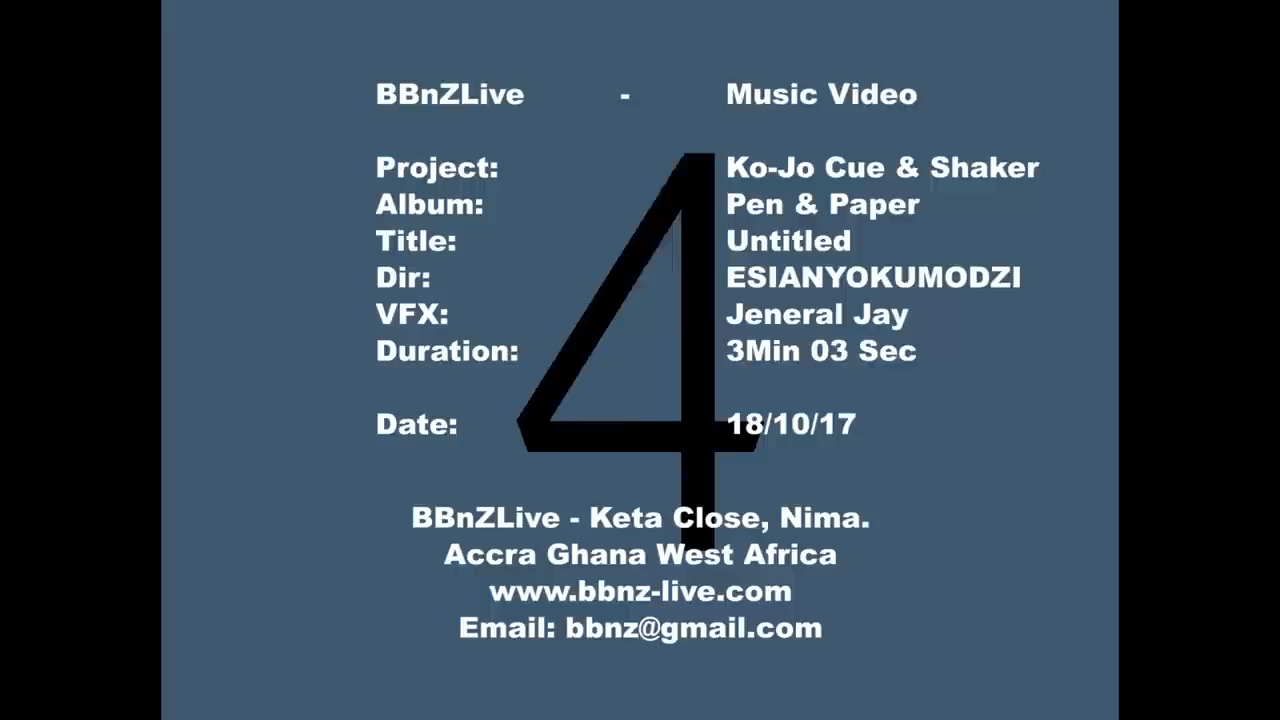 BBnZLive - Music Video
Project: Ko-Jo Cue & Shaker
Album: Pen & Paper
Title: Untitled
Dir: ESIANYOKUMODZI
VFX: Jeneral Jay
Duration: 3Min 03 Sec
Date: 18/10/17
4
BBnZLive - Keta Close, Nima.
Accra Ghana West Africa
www.bbnz-live.com
Email: bbnz@gmail.com